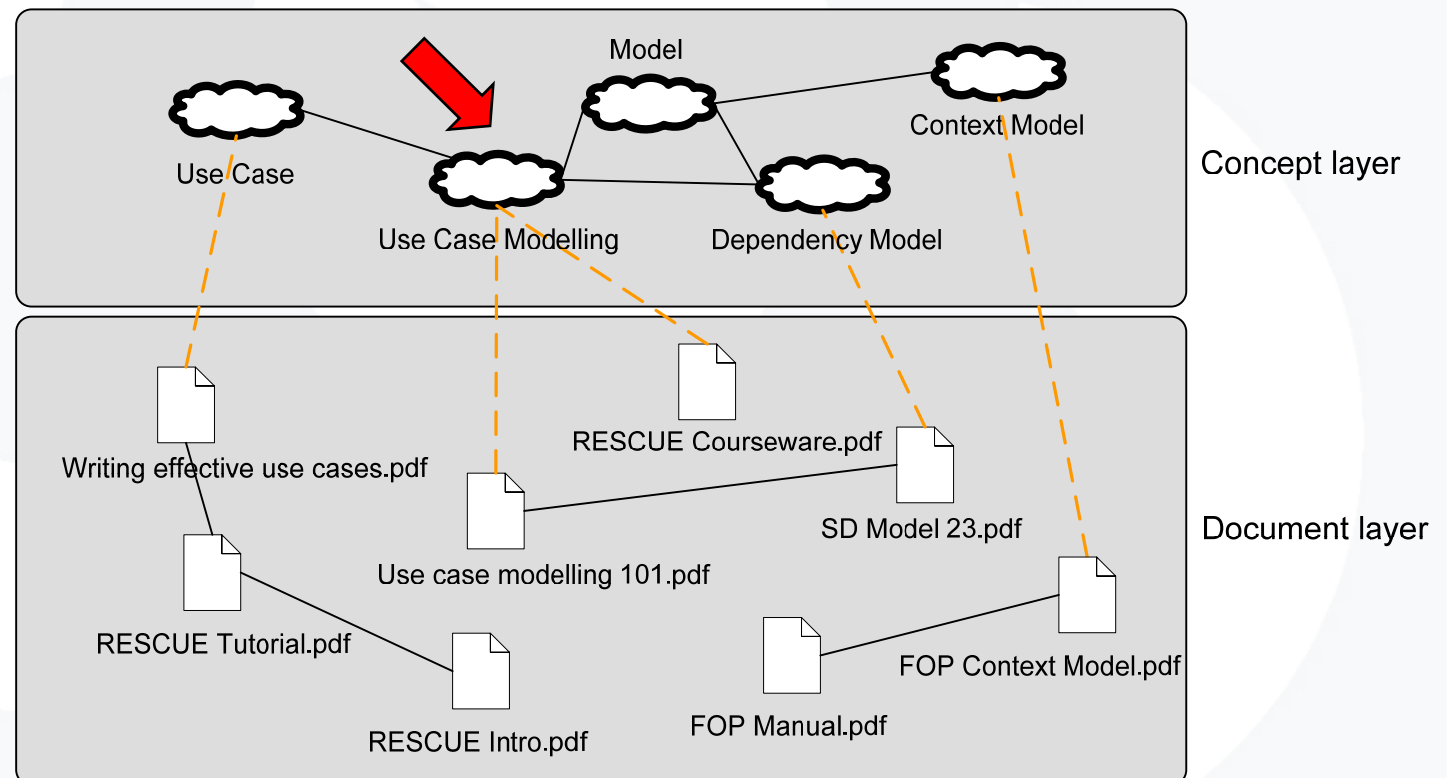 Model
Context Model
Use Case
Concept layer
Use Case Modelling
Dependency Model
RESCUE Courseware.pdf
Writing effective use cases.pdf
SD Model 23.pdf
Document layer
Use case modelling 101.pdf
RESCUE Tutorial.pdf
FOP Context Model.pdf
FOP Manual.pdf
RESCUE Intro.pdf